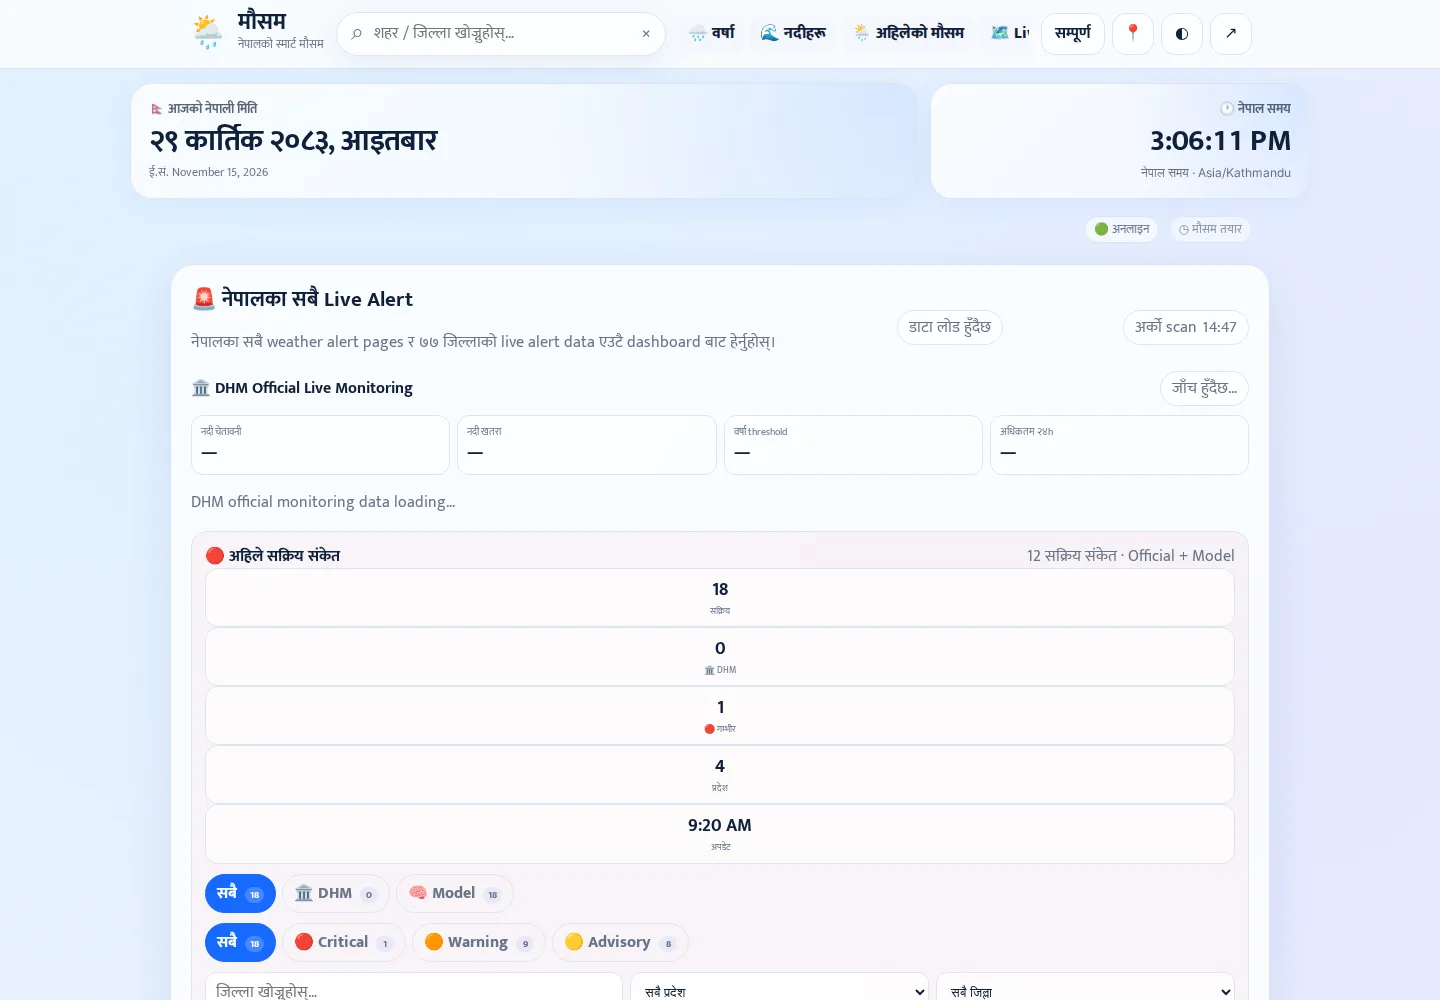 मौसम
नेपालको स्मार्ट मौसम
शहर / जिल्ला खोज्नुहोस्...
×
वर्षा
नदीहरू
अहिलेको मौसम
सम्पूर्ण
आजको नेपाली मिति
२९ कार्तिक २०८३, आइतबार
ई.सं. November 15, 2026
नेपाल समय
3:06:11 PM
नेपाल समय · Asia/Kathmandu
अनलाइन
मौसम तयार
नेपालका सबै Live Alert
नेपालका सबै weather alert pages र ७७ जिल्लाको live alert data एउटै dashboard बाट हेर्नुहोस्।
डाटा लोड हुँदैछ
अर्को scan 14:47
DHM Official Live Monitoring
जाँच हुँदैछ...
नदी चेतावनी
—
नदी खतरा
—
वर्षा threshold
—
अधिकतम २४h
—
DHM official monitoring data loading...
अहिले सक्रिय संकेत
12 सक्रिय संकेत · Official + Model
18
सक्रिय
0
DHM
1
गम्भीर
4
प्रदेश
9:20 AM
अपडेट
सबै 18
DHM 0
Model 18
सबै 18
Critical 1
Warning 9
Advisory 8
जिल्ला खोज्नुहोस्...
सबै प्रदेश
सबै जिल्ला